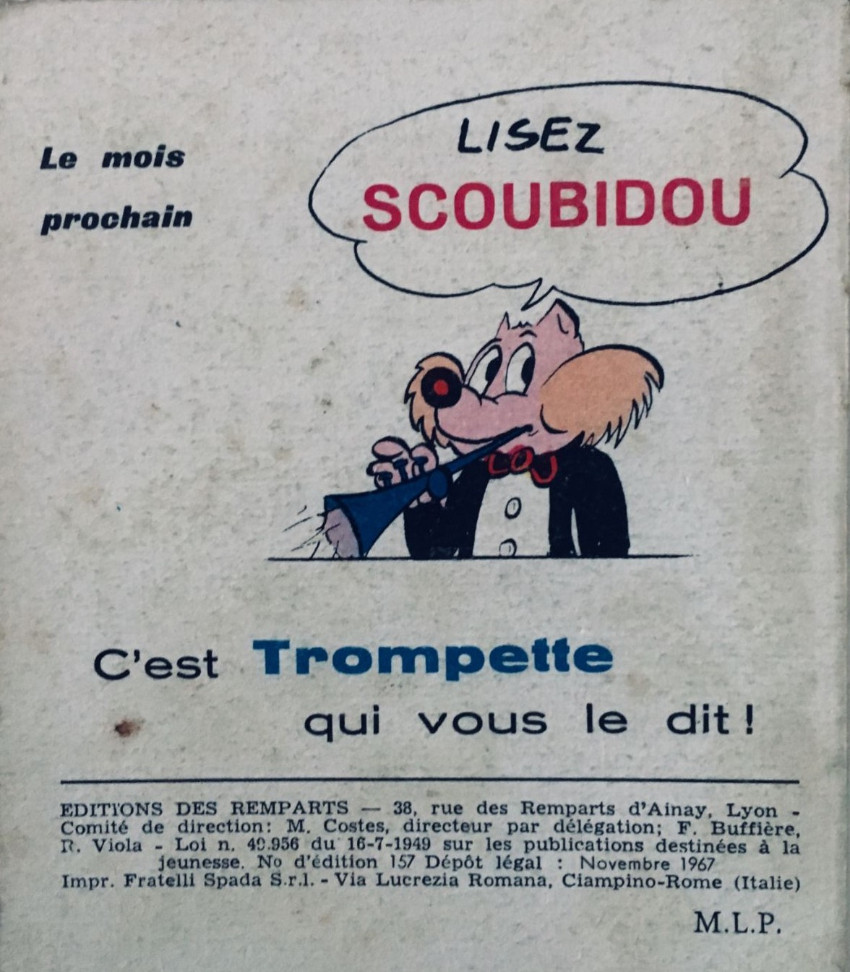 Le mois
prochain
LISEZ
SCOUBIDOU
C'est Trompette
qui vous le dit !
EDITIONS DES REMPARTS — 38, rue des Remparts d'Ainay, Lyon -
Comité de direction: M. Costes, directeur par délégation; F. Buffière,
R. Viola - Loi n. 49.956 du 16-7-1949 sur les publications destinées à la
jeunesse. No d'édition 157 Dépôt légal : Novembre 1967
Impr. Fratelli Spada S.r.l. - Via Lucrezia Romana, Ciampino-Rome (Italie)
M.L.P.